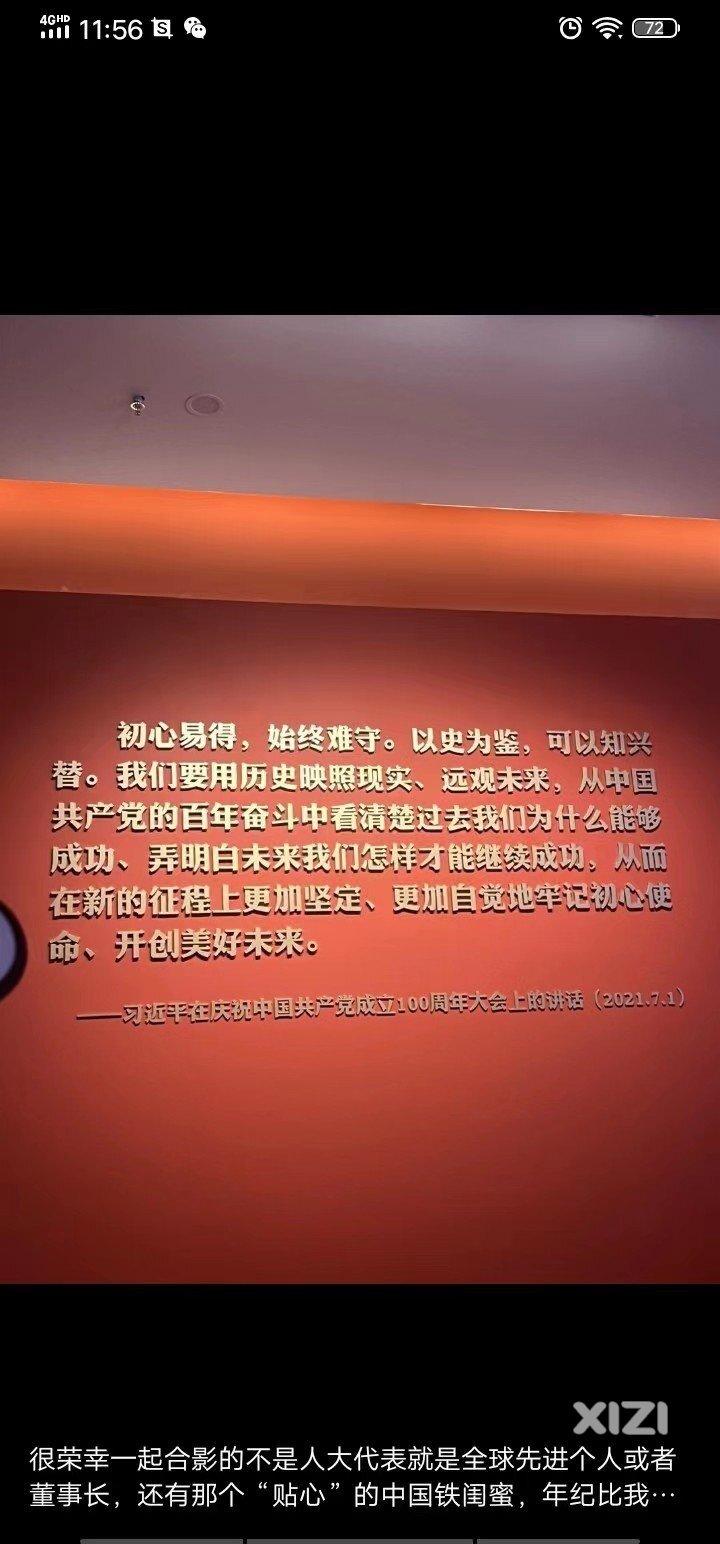 4GHD 11:56 72
初心易得，始终难守。以史为鉴，可以知兴
替。我们要用历史映照现实、远观未来，从中国
共产党的百年奋斗中看清楚过去我们为什么能够
成功、弄明白未来我们怎样才能继续成功，从而
在新的征程上更加坚定、更加自觉地牢记初心使
命、开创美好未来。
——习近平在庆祝中国共产党成立100周年大会上的讲话（2021.7.1）
XIZI
很荣幸一起合影的不是人大代表就是全球先进个人或者
董事长，还有那个“贴心”的中国铁闺蜜，年纪比我…